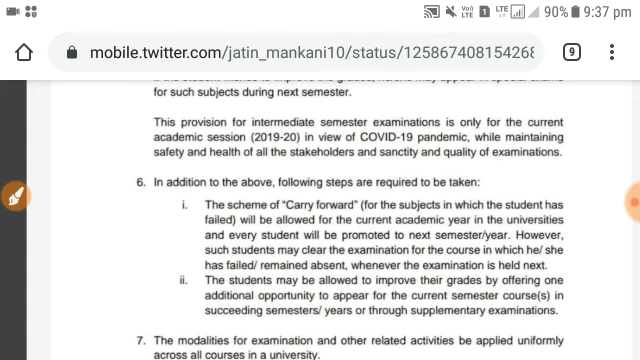 Vo)) LTE 1 LTE 90% 9:37 pm
mobile.twitter.com/jatin_mankani10/status/125867408154268 9
for such subjects during next semester.
This provision for intermediate semester examinations is only for the current
academic session (2019-20) in view of COVID-19 pandemic, while maintaining
safety and health of all the stakeholders and sanctity and quality of examinations.
6. In addition to the above, following steps are required to be taken:
i. The scheme of “Carry forward” (for the subjects in which the student has
failed) will be allowed for the current academic year in the universities
and every student will be promoted to next semester/year. However,
such students may clear the examination for the course in which he/ she
has failed/ remained absent, whenever the examination is held next.
ii. The students may be allowed to improve their grades by offering one
additional opportunity to appear for the current semester course(s) in
succeeding semesters/ years or through supplementary examinations.
7. The modalities for examination and other related activities be applied uniformly
across all courses in a university.